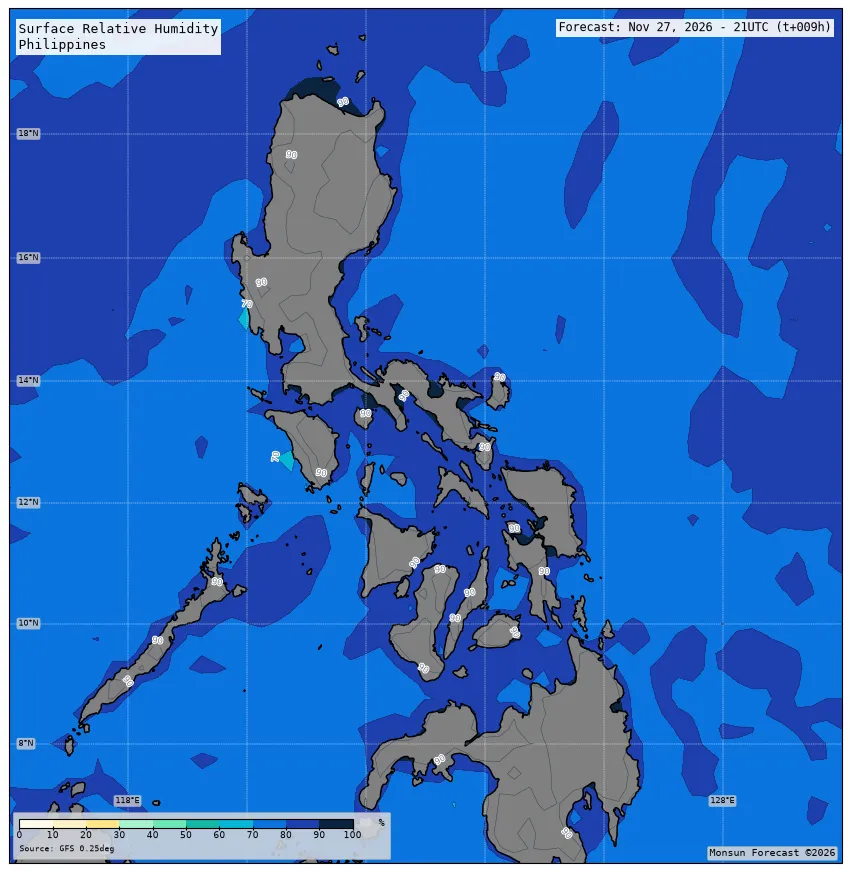 Surface Relative Humidity
Philippines
Forecast: Nov 27, 2026 - 21UTC (t+009h)
90
18°N
90
16°N
90
70
14°N
90
90
90
90
70
90
12°N
90
90
90
90
90
90
10°N
90
90
90
90
90
8°N
90
118°E
128°E
90
%
0 10 20 30 40 50 60 70 80 90 100
Source: GFS 0.25deg
Monsun Forecast ©2026